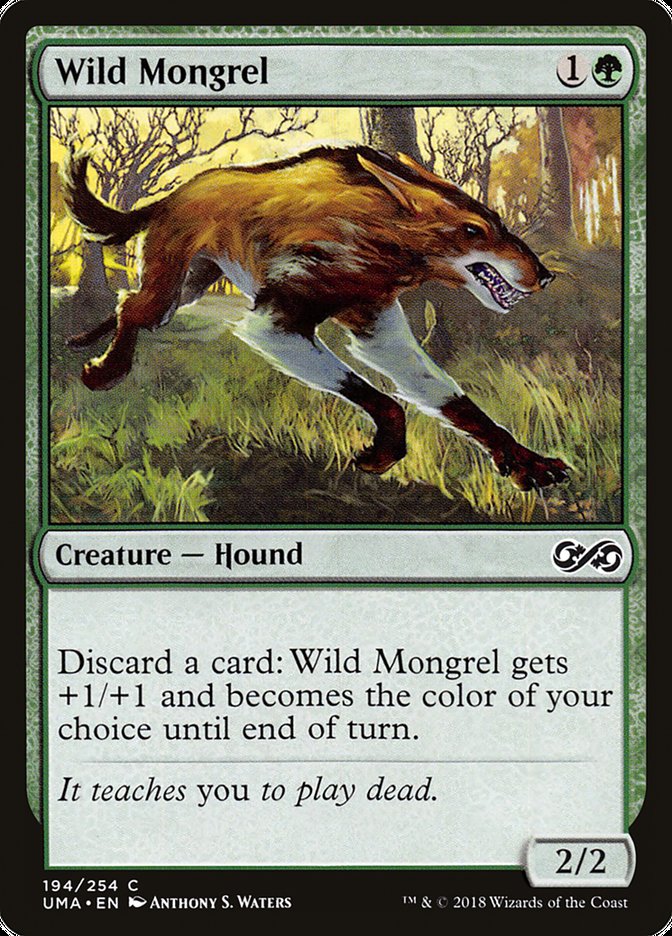 Wild Mongrel 1
Creature — Hound
Discard a card: Wild Mongrel gets
+1/+1 and becomes the color of your
choice until end of turn.
It teaches you to play dead.
2/2
194/254 C
UMA • EN Anthony S. Waters
™ & © 2018 Wizards of the Coast